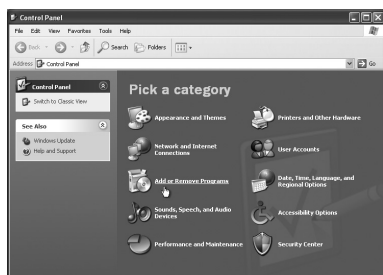 Control Panel
File Edit View Favorites Tools Help
Back Search Folders
Address Control Panel Go
Control Panel
Switch to Classic View
See Also
Windows Update
Help and Support
Pick a category
Appearance and Themes
Printers and Other Hardware
Network and Internet
Connections
User Accounts
Add or Remove Programs
Date, Time, Language, and
Regional Options
Sounds, Speech, and Audio
Devices
Accessibility Options
Performance and Maintenance
Security Center